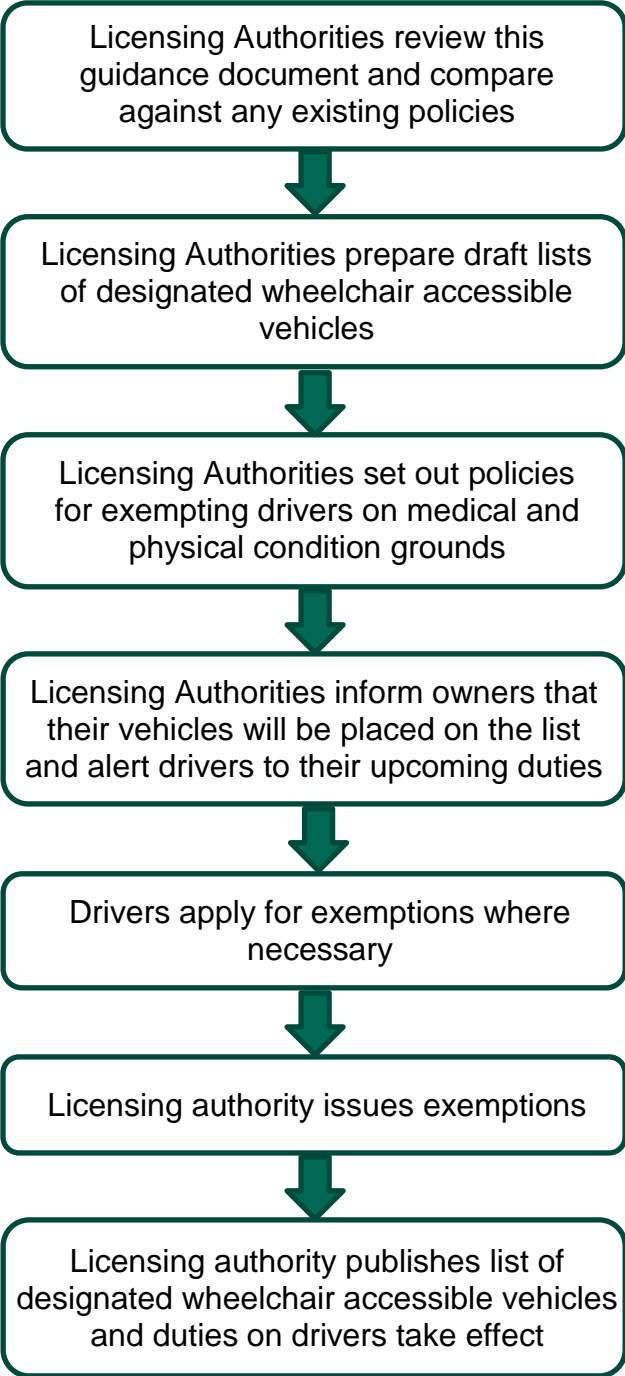 Licensing Authorities review this
guidance document and compare
against any existing policies
Licensing Authorities prepare draft lists
of designated wheelchair accessible
vehicles
Licensing Authorities set out policies
for exempting drivers on medical and
physical condition grounds
Licensing Authorities inform owners that
their vehicles will be placed on the list
and alert drivers to their upcoming duties
Drivers apply for exemptions where
necessary
Licensing authority issues exemptions
Licensing authority publishes list of
designated wheelchair accessible vehicles
and duties on drivers take effect